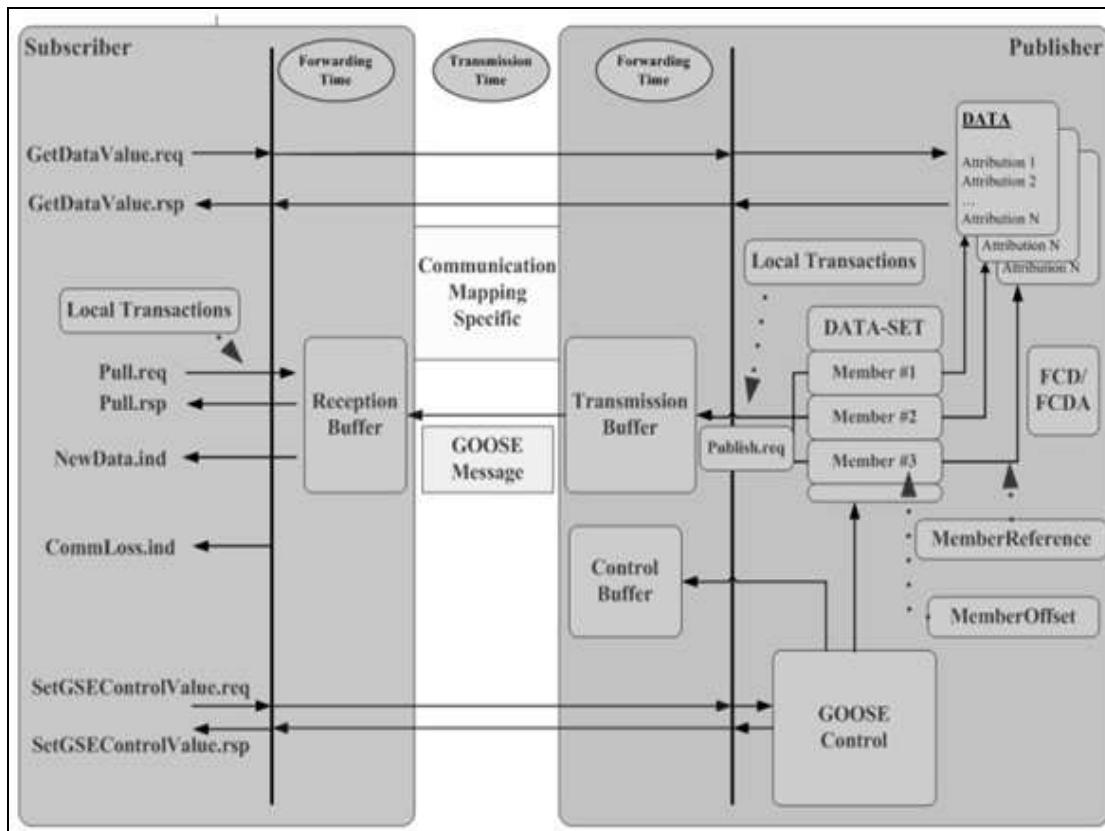 Subscriber
Publisher
Forwarding
Time
Transmission
Time
Forwarding
Time
DATA
Attribution 1
Attribution 2
...
Attribution N
Attribution N
Attribution N
GetDataValue.req
GetDataValue.rsp
Communication
Mapping
Specific
Local Transactions
Local Transactions
DATA-SET
Member #1
Member #2
Member #3
FCD/
FCDA
Pull.req
Pull.rsp
NewData.ind
CommLoss.ind
Reception
Buffer
GOOSE
Message
Transmission
Buffer
Publish.req
Control
Buffer
MemberReference
MemberOffset
SetGSEControlValue.req
SetGSEControlValue.rsp
GOOSE
Control